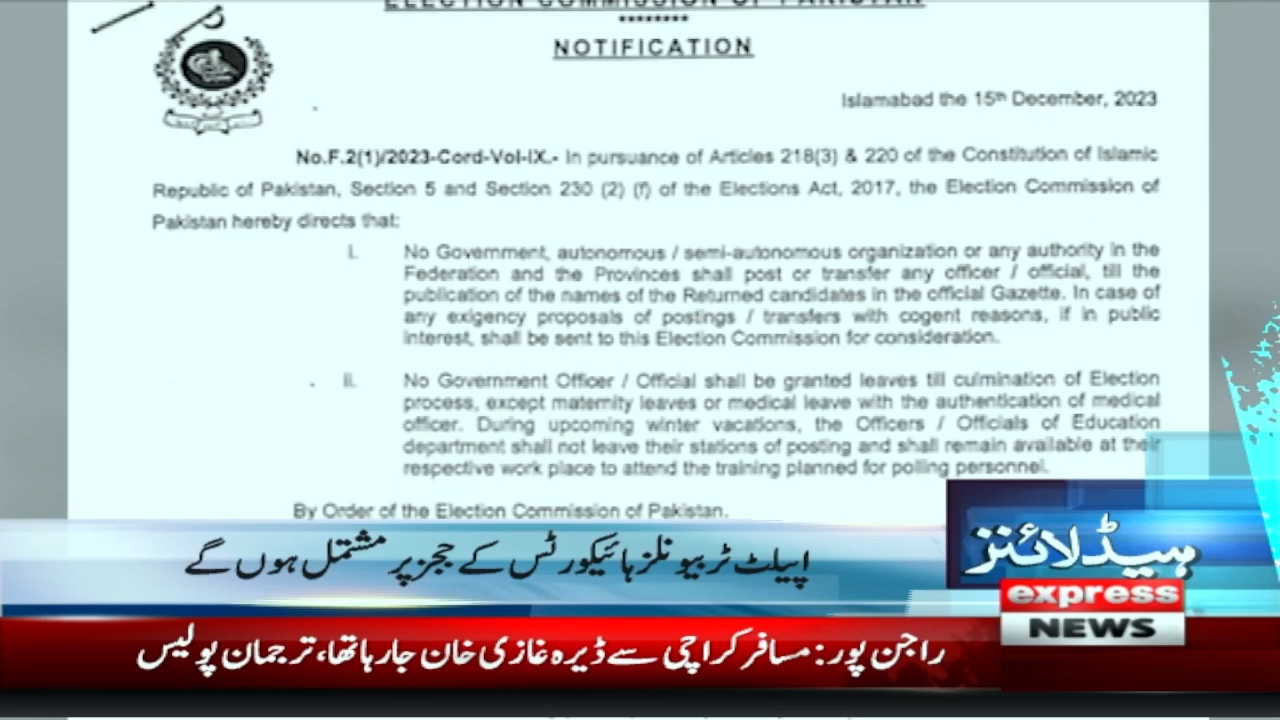 ELECTION COMMISSION OF PAKISTAN
********
NOTIFICATION
Islamabad the 15th December, 2023
No.F.2(1)/2023-Cord-Vol-IX.- In pursuance of Articles 218(3) & 220 of the Constitution of Islamic
Republic of Pakistan, Section 5 and Section 230 (2) (f) of the Elections Act, 2017, the Election Commission of
Pakistan hereby directs that:
i. No Government, autonomous / semi-autonomous organization or any authority in the
Federation and the Provinces shall post or transfer any officer / official, till the
publication of the names of the Returned candidates in the official Gazette. In case of
any exigency proposals of postings / transfers with cogent reasons, if in public
interest, shall be sent to this Election Commission for consideration.
ii. No Government Officer / Official shall be granted leaves till culmination of Election
process, except maternity leaves or medical leave with the authentication of medical
officer. During upcoming winter vacations, the Officers / Officials of Education
department shall not leave their stations of posting and shall remain available at their
respective work place to attend the training planned for polling personnel.
By Order of the Election Commission of Pakistan.
اپیلٹ ٹربیونلز ہائیکورٹس کے ججز پر مشتمل ہوں گے
ہیڈلائنز
express
NEWS
راجن پور: مسافر کراچی سے ڈیرہ غازی خان جارہا تھا، ترجمان پولیس